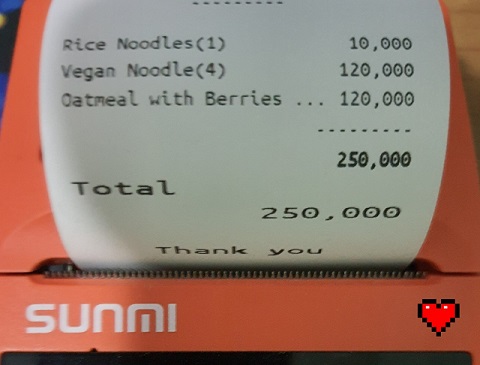 ---------
Rice Noodles(1) 10,000
Vegan Noodle(4) 120,000
Oatmeal with Berries ... 120,000
---------
250,000
Total
250,000
Thank you
SUNMI